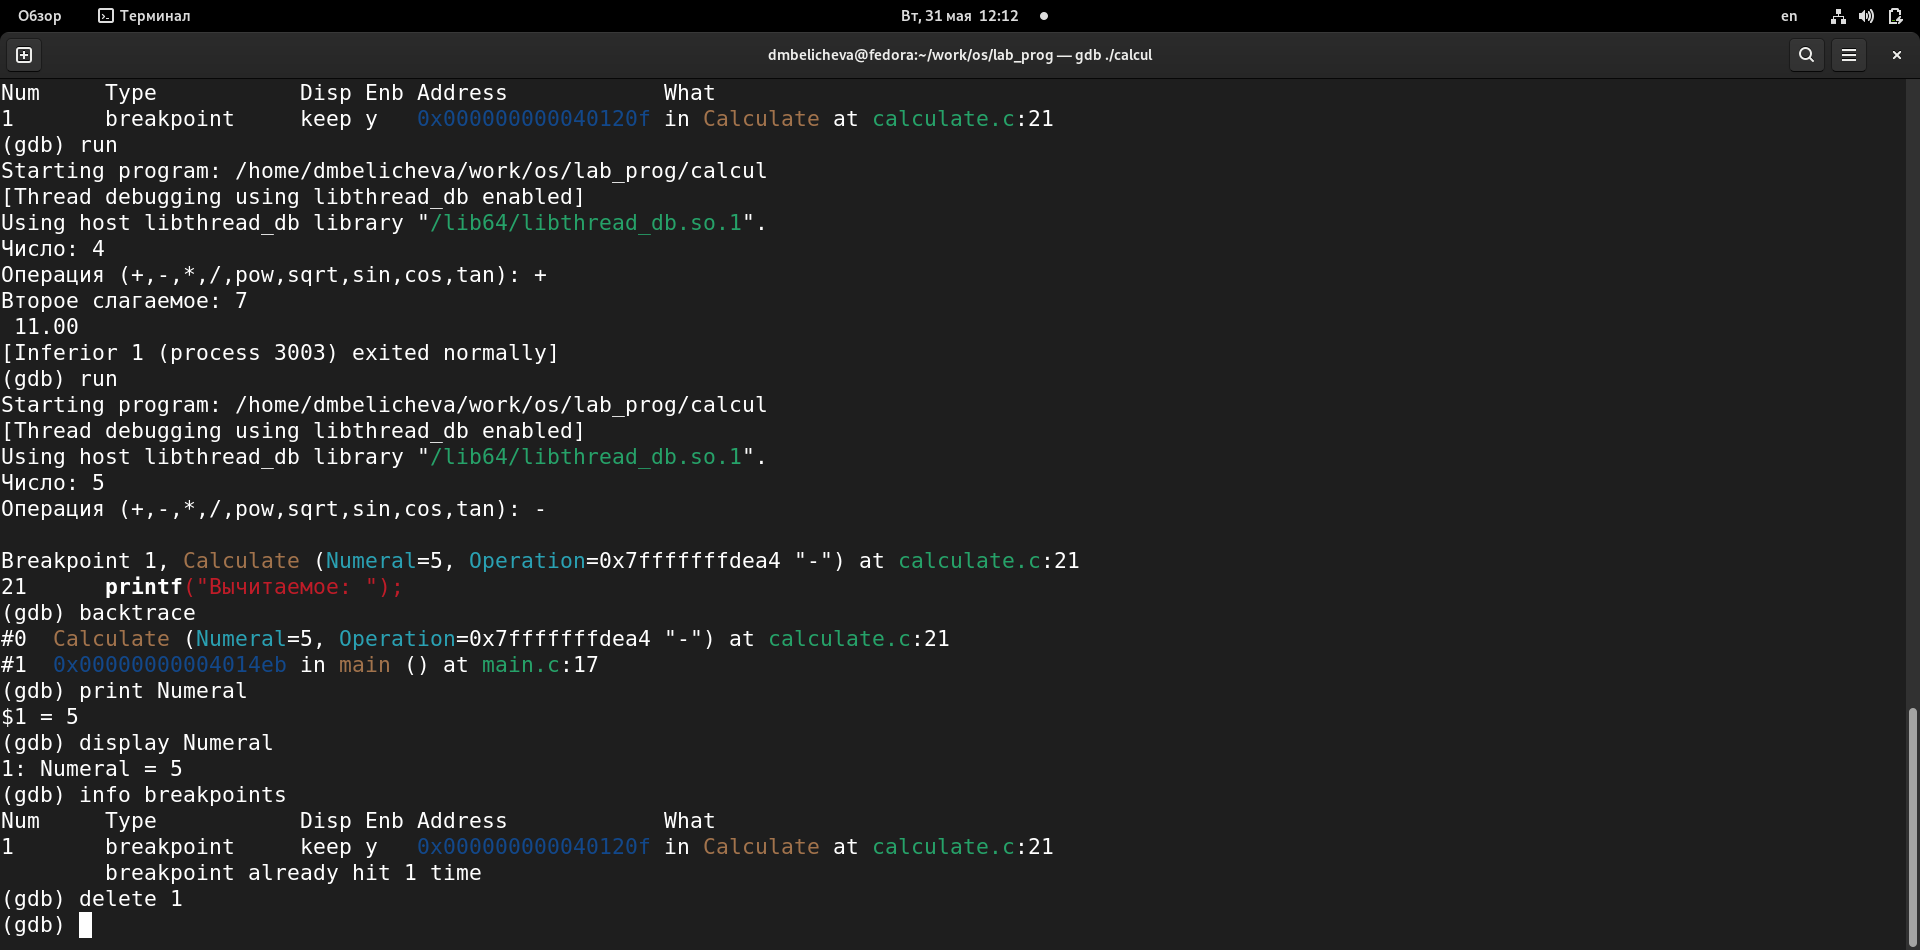 Обзор Терминал Вт, 31 мая 12:12 en
dmbelicheva@fedora:~/work/os/lab_prog — gdb ./calcul
Num     Type           Disp Enb Address            What
1       breakpoint     keep y   0x000000000040120f in Calculate at calculate.c:21
(gdb) run
Starting program: /home/dmbelicheva/work/os/lab_prog/calcul
[Thread debugging using libthread_db enabled]
Using host libthread_db library "/lib64/libthread_db.so.1".
Число: 4
Операция (+,-,*,/,pow,sqrt,sin,cos,tan): +
Второе слагаемое: 7
 11.00
[Inferior 1 (process 3003) exited normally]
(gdb) run
Starting program: /home/dmbelicheva/work/os/lab_prog/calcul
[Thread debugging using libthread_db enabled]
Using host libthread_db library "/lib64/libthread_db.so.1".
Число: 5
Операция (+,-,*,/,pow,sqrt,sin,cos,tan): -

Breakpoint 1, Calculate (Numeral=5, Operation=0x7fffffffdea4 "-") at calculate.c:21
21      printf("Вычитаемое: ");
(gdb) backtrace
#0  Calculate (Numeral=5, Operation=0x7fffffffdea4 "-") at calculate.c:21
#1  0x00000000004014eb in main () at main.c:17
(gdb) print Numeral
$1 = 5
(gdb) display Numeral
1: Numeral = 5
(gdb) info breakpoints
Num     Type           Disp Enb Address            What
1       breakpoint     keep y   0x000000000040120f in Calculate at calculate.c:21
        breakpoint already hit 1 time
(gdb) delete 1
(gdb)